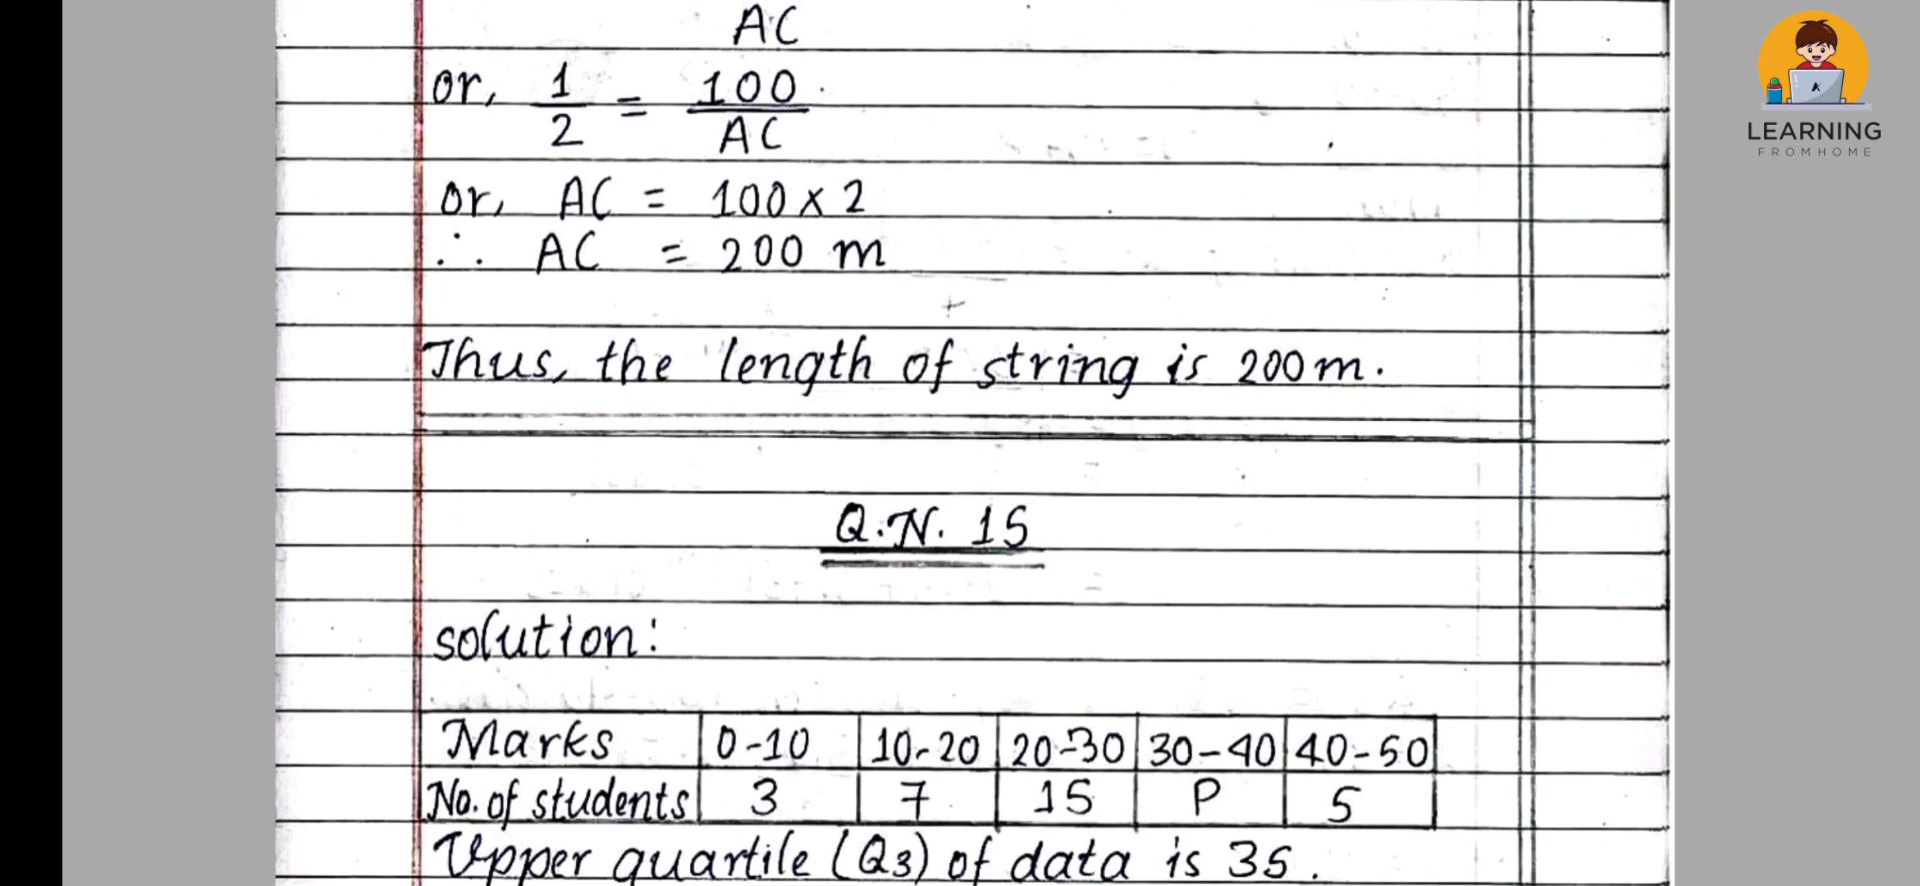 AC
or, 1/2 = 100/AC
or, AC = 100 x 2
∴ AC = 200 m
Thus, the length of string is 200m.
Q.N. 15
solution:
Marks 0-10 10-20 20-30 30-40 40-50
No. of students 3 7 15 P 5
Upper quartile (Q3) of data is 35.
K
LEARNING
FROMHOME